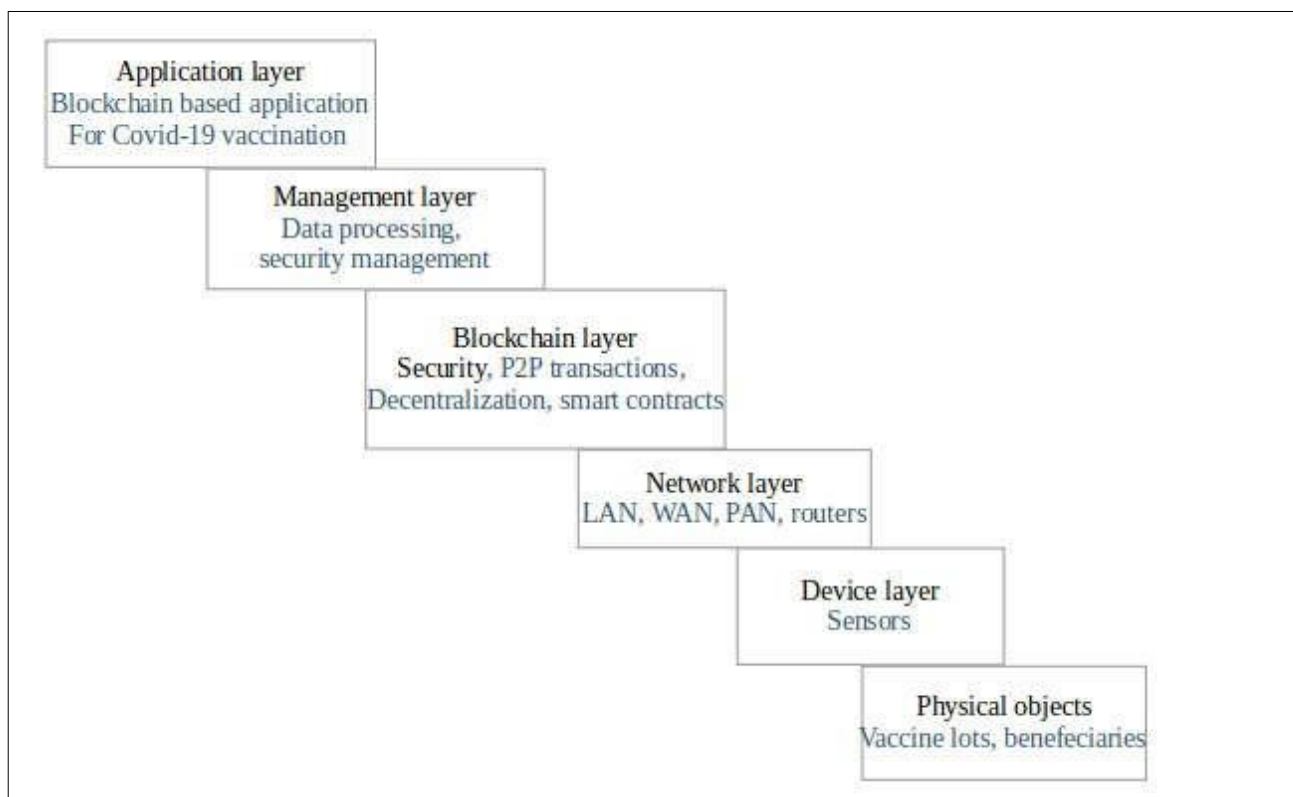 Application layer
Blockchain based application
For Covid-19 vaccination
Management layer
Data processing,
security management
Blockchain layer
Security, P2P transactions,
Decentralization, smart contracts
Network layer
LAN, WAN, PAN, routers
Device layer
Sensors
Physical objects
Vaccine lots, benefeciaries